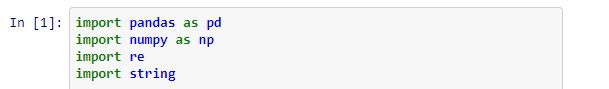 In [1]: import pandas as pd
import numpy as np
import re
import string